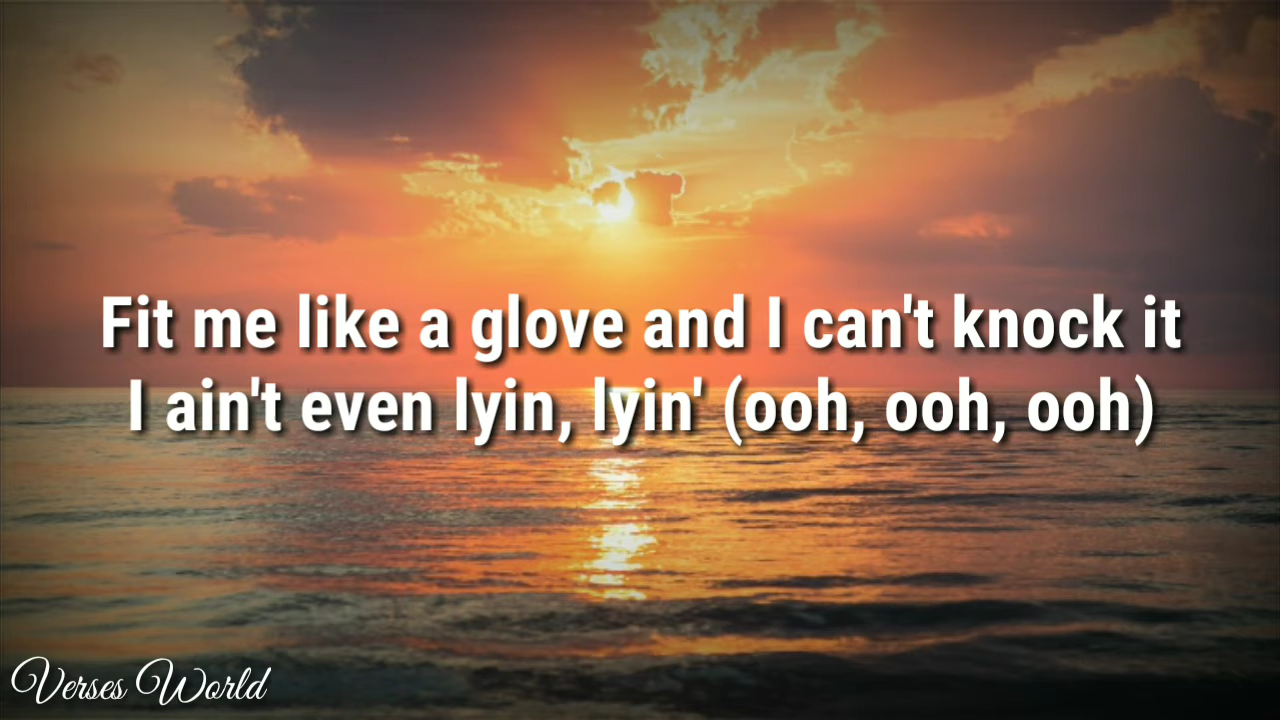 Fit me like a glove and I can't knock it
I ain't even lyin, lyin' (ooh, ooh, ooh)
Verses World